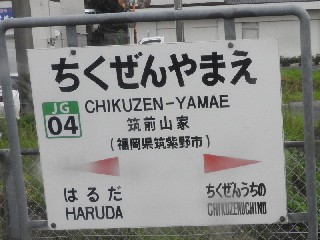 ちくぜんやまえ
JG
04
CHIKUZEN-YAMAE
筑前山家
(福岡県筑紫野市)
はるだ
ちくぜんうちの
HARUDA
CHIKUZENUCHINO